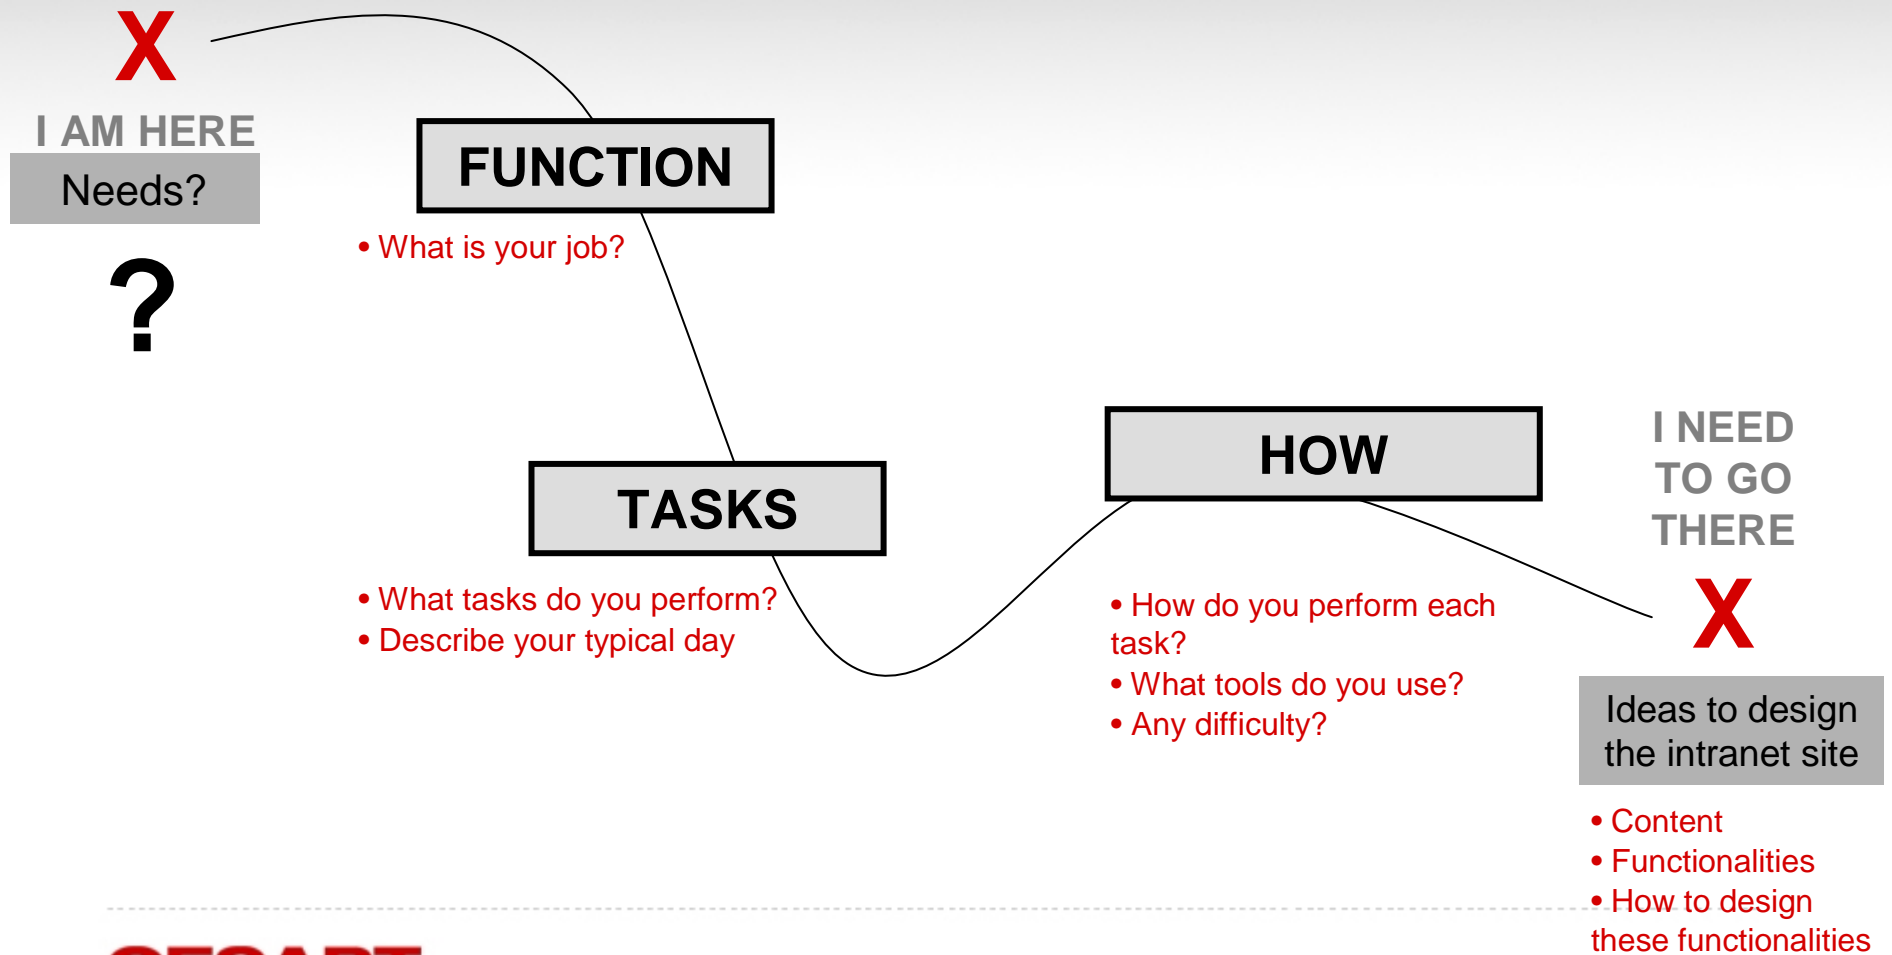 X
I AM HERE
Needs?
?
FUNCTION
• What is your job?
TASKS
• What tasks do you perform?
• Describe your typical day
HOW
• How do you perform each
task?
• What tools do you use?
• Any difficulty?
I NEED
TO GO
THERE
X
Ideas to design
the intranet site
• Content
• Functionalities
• How to design
these functionalities